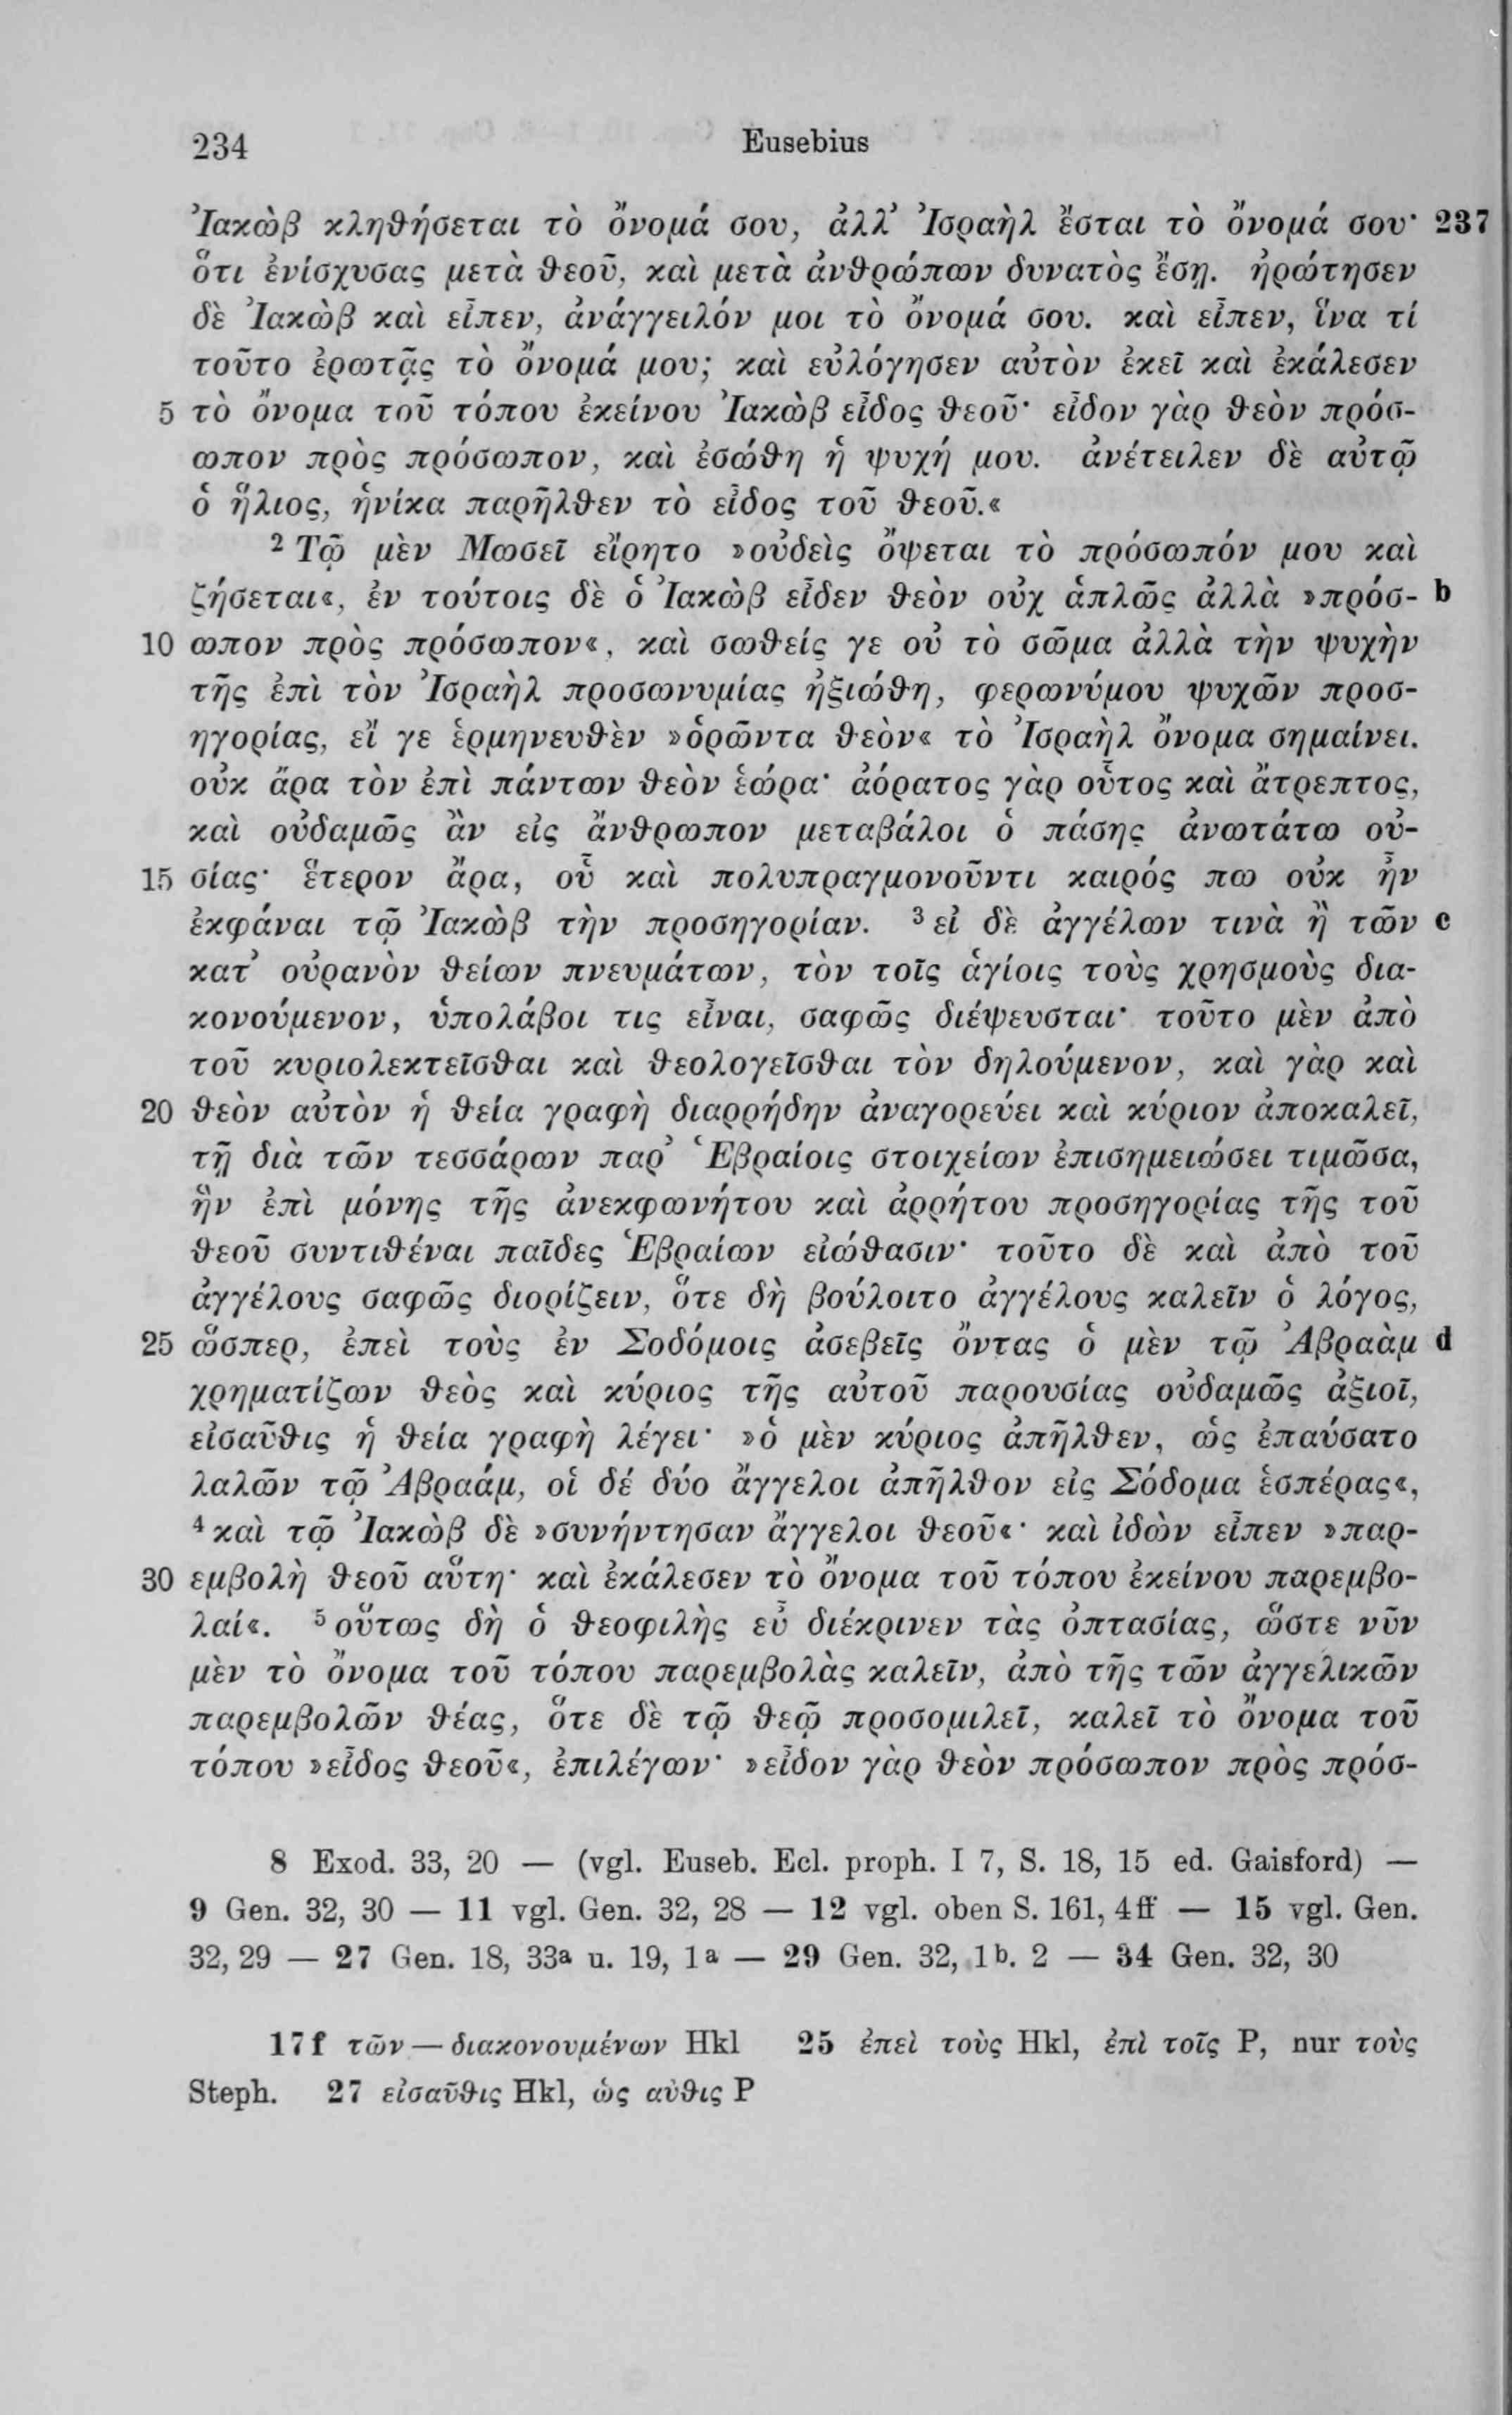 234 Eusebius
Ἰακὼβ κληθήσεται τὸ ὄνομά σου, ἀλλ’ Ἰσραὴλ ἔσται τὸ ὄνομά σου· 237
ὅτι ἐνίσχυσας μετὰ θεοῦ, καὶ μετὰ ἀνθρώπων δυνατὸς ἔσῃ. ἠρώτησεν
δὲ Ἰακὼβ καὶ εἶπεν, ἀνάγγειλόν μοι τὸ ὄνομά σου. καὶ εἶπεν, ἵνα τί
τοῦτο ἐρωτᾷς τὸ ὄνομά μου; καὶ εὐλόγησεν αὐτὸν ἐκεῖ καὶ ἐκάλεσεν
5 τὸ ὄνομα τοῦ τόπου ἐκείνου Ἰακὼβ εἶδος θεοῦ· εἶδον γὰρ θεὸν πρόσ-
ωπον πρὸς πρόσωπον, καὶ ἐσώθη ἡ ψυχή μου. ἀνέτειλεν δὲ αὐτῷ
ὁ ἥλιος, ἡνίκα παρῆλθεν τὸ εἶδος τοῦ θεοῦ.«
² Τῷ μὲν Μωσεῖ εἴρητο »οὐδεὶς ὄψεται τὸ πρόσωπόν μου καὶ
ζήσεται«, ἐν τούτοις δὲ ὁ Ἰακὼβ εἶδεν θεὸν οὐχ ἁπλῶς ἀλλὰ »πρόσ- b
10 ωπον πρὸς πρόσωπον«, καὶ σωθείς γε οὐ τὸ σῶμα ἀλλὰ τὴν ψυχὴν
τῆς ἐπὶ τὸν Ἰσραὴλ προσωνυμίας ἠξιώθη, φερωνύμου ψυχῶν προσ-
ηγορίας, εἴ γε ἑρμηνευθὲν »ὁρῶντα θεὸν« τὸ Ἰσραὴλ ὄνομα σημαίνει.
οὐκ ἄρα τὸν ἐπὶ πάντων θεὸν ἑώρα· ἀόρατος γὰρ οὗτος καὶ ἄτρεπτος,
καὶ οὐδαμῶς ἂν εἰς ἄνθρωπον μεταβάλοι ὁ πάσης ἀνωτάτω οὐ-
15 σίας· ἕτερον ἄρα, οὗ καὶ πολυπραγμονοῦντι καιρός πω οὐκ ἦν
ἐκφάναι τῷ Ἰακὼβ τὴν προσηγορίαν. ³ εἰ δὲ ἀγγέλων τινὰ ἢ τῶν c
κατ’ οὐρανὸν θείων πνευμάτων, τὸν τοῖς ἁγίοις τοὺς χρησμοὺς δια-
κονούμενον, ὑπολάβοι τις εἶναι, σαφῶς διέψευσται· τοῦτο μὲν ἀπὸ
τοῦ κυριολεκτεῖσθαι καὶ θεολογεῖσθαι τὸν δηλούμενον, καὶ γὰρ καὶ
20 θεὸν αὐτὸν ἡ θεία γραφὴ διαρρήδην ἀναγορεύει καὶ κύριον ἀποκαλεῖ,
τῇ διὰ τῶν τεσσάρων παρ’ Ἑβραίοις στοιχείων ἐπισημειώσει τιμῶσα,
ἣν ἐπὶ μόνης τῆς ἀνεκφωνήτου καὶ ἀρρήτου προσηγορίας τῆς τοῦ
θεοῦ συντιθέναι παῖδες Ἑβραίων εἰώθασιν· τοῦτο δὲ καὶ ἀπὸ τοῦ
ἀγγέλους σαφῶς διορίζειν, ὅτε δὴ βούλοιτο ἀγγέλους καλεῖν ὁ λόγος,
25 ὥσπερ, ἐπεὶ τοὺς ἐν Σοδόμοις ἀσεβεῖς ὄντας ὁ μὲν τῷ Ἀβραὰμ d
χρηματίζων θεὸς καὶ κύριος τῆς αὐτοῦ παρουσίας οὐδαμῶς ἀξιοῖ,
εἰσαῦθις ἡ θεία γραφὴ λέγει· »ὁ μὲν κύριος ἀπῆλθεν, ὡς ἐπαύσατο
λαλῶν τῷ Ἀβραάμ, οἱ δέ δύο ἄγγελοι ἀπῆλθον εἰς Σόδομα ἑσπέρας«,
⁴ καὶ τῷ Ἰακὼβ δὲ »συνήντησαν ἄγγελοι θεοῦ«· καὶ ἰδὼν εἶπεν »παρ-
30 εμβολὴ θεοῦ αὕτη· καὶ ἐκάλεσεν τὸ ὄνομα τοῦ τόπου ἐκείνου παρεμβο-
λαί«. ⁵ οὕτως δὴ ὁ θεοφιλὴς εὖ διέκρινεν τὰς ὀπτασίας, ὥστε νῦν
μὲν τὸ ὄνομα τοῦ τόπου παρεμβολὰς καλεῖν, ἀπὸ τῆς τῶν ἀγγελικῶν
παρεμβολῶν θέας, ὅτε δὲ τῷ θεῷ προσομιλεῖ, καλεῖ τὸ ὄνομα τοῦ
τόπου »εἶδος θεοῦ«, ἐπιλέγων· »εἶδον γὰρ θεὸν πρόσωπον πρὸς πρόσ-
8 Exod. 33, 20 — (vgl. Euseb. Ecl. proph. I 7, S. 18, 15 ed. Gaisford) —
9 Gen. 32, 30 — 11 vgl. Gen. 32, 28 — 12 vgl. oben S. 161, 4ff — 15 vgl. Gen.
32, 29 — 27 Gen. 18, 33a u. 19, 1a — 29 Gen. 32, 1b. 2 — 34 Gen. 32, 30
17f τῶν — διακονουμένων Hkl 25 ἐπεὶ τοὺς Hkl, ἐπὶ τοῖς P, nur τοὺς
Steph. 27 εἰσαῦθις Hkl, ὡς αὖθις P